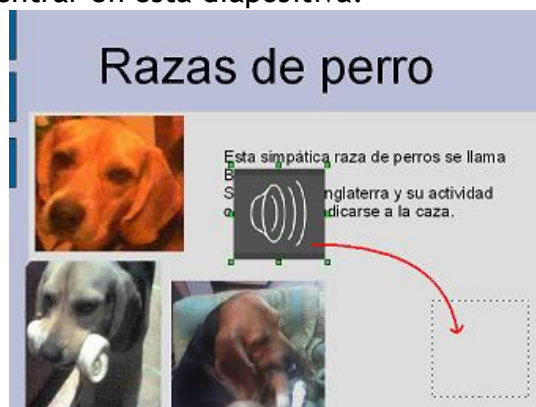 entrar en esta diapositiva.
Razas de perro
Esta simpática raza de perros se llama
B
S nglaterra y su actividad
o dicarse a la caza.